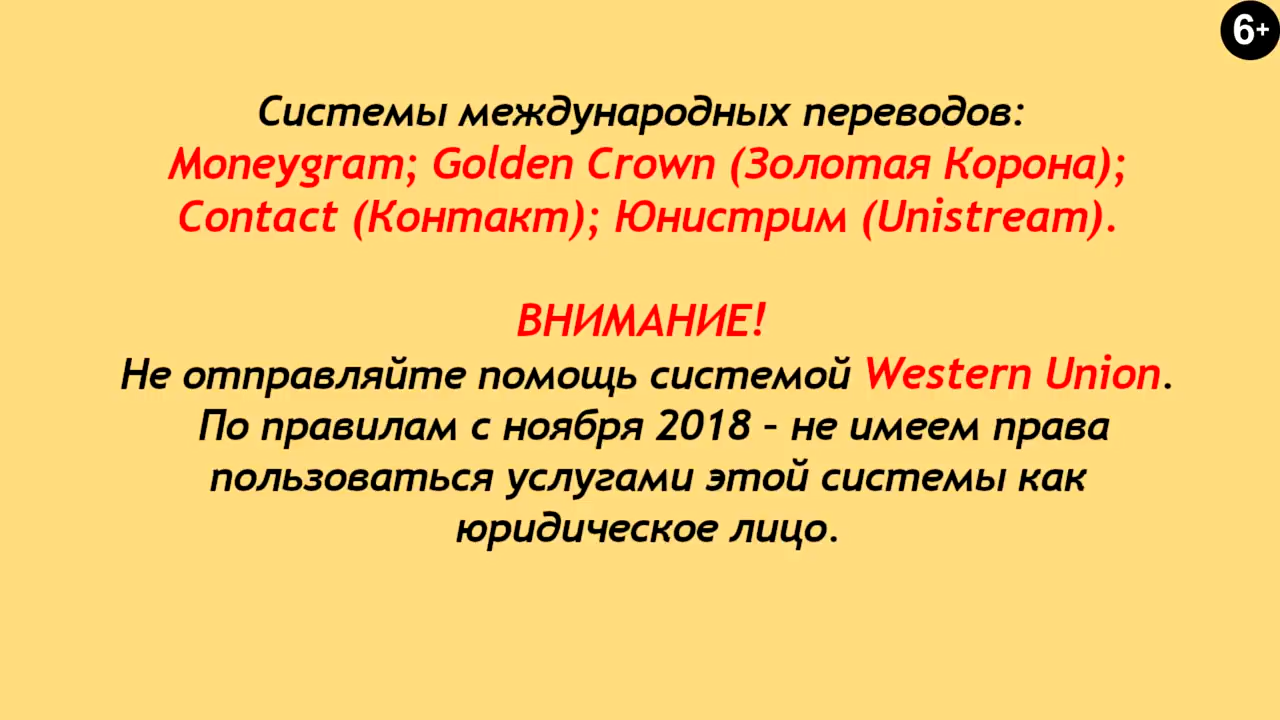 6+
Системы международных переводов:
Moneygram; Golden Crown (Золотая Корона);
Contact (Контакт); Юнистрим (Unistream).
ВНИМАНИЕ!
Не отправляйте помощь системой Western Union.
По правилам с ноября 2018 – не имеем права
пользоваться услугами этой системы как
юридическое лицо.